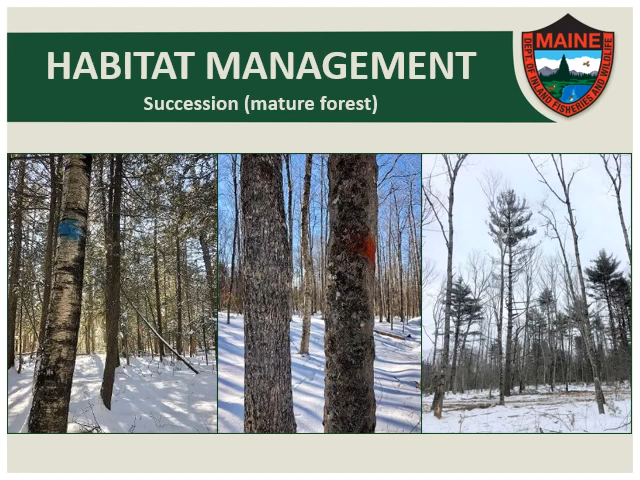 HABITAT MANAGEMENT
Succession (mature forest)
MAINE
DEPT. OF INLAND FISHERIES AND WILDLIFE